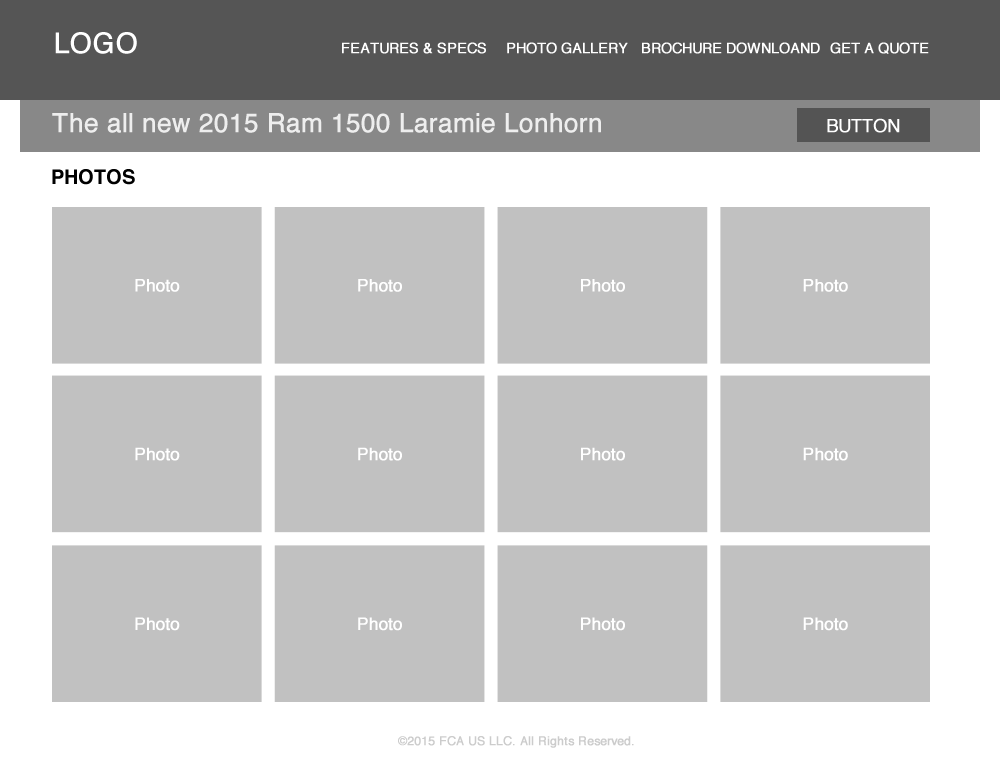 LOGO
FEATURES & SPECS PHOTO GALLERY BROCHURE DOWNLOAND GET A QUOTE
The all new 2015 Ram 1500 Laramie Lonhorn
BUTTON
PHOTOS
Photo Photo Photo Photo
Photo Photo Photo Photo
Photo Photo Photo Photo
©2015 FCA US LLC. All Rights Reserved.